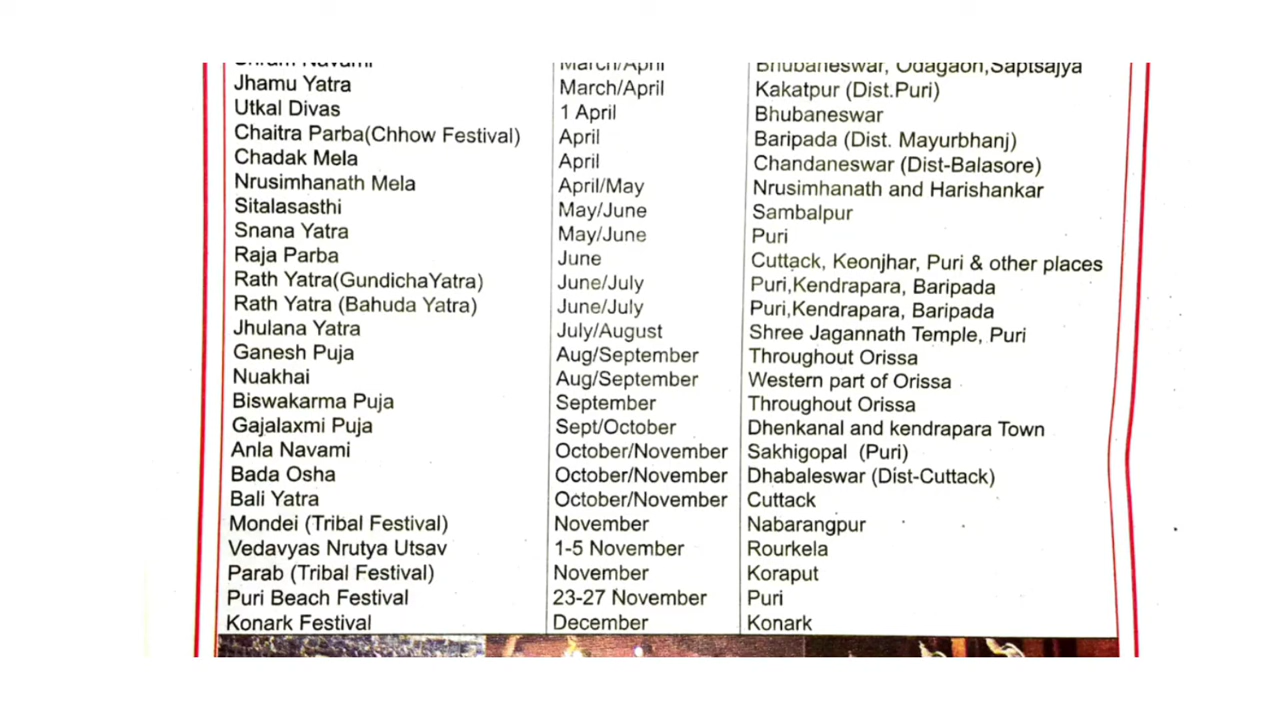 Shram Navami March/April Bhubaneswar, Odagaon,Saptsajya
Jhamu Yatra March/April Kakatpur (Dist.Puri)
Utkal Divas 1 April Bhubaneswar
Chaitra Parba(Chhow Festival) April Baripada (Dist. Mayurbhanj)
Chadak Mela April Chandaneswar (Dist-Balasore)
Nrusimhanath Mela April/May Nrusimhanath and Harishankar
Sitalasasthi May/June Sambalpur
Snana Yatra May/June Puri
Raja Parba June Cuttack, Keonjhar, Puri & other places
Rath Yatra(GundichaYatra) June/July Puri,Kendrapara, Baripada
Rath Yatra (Bahuda Yatra) June/July Puri,Kendrapara, Baripada
Jhulana Yatra July/August Shree Jagannath Temple, Puri
Ganesh Puja Aug/September Throughout Orissa
Nuakhai Aug/September Western part of Orissa
Biswakarma Puja September Throughout Orissa
Gajalaxmi Puja Sept/October Dhenkanal and kendrapara Town
Anla Navami October/November Sakhigopal (Puri)
Bada Osha October/November Dhabaleswar (Dist-Cuttack)
Bali Yatra October/November Cuttack
Mondei (Tribal Festival) November Nabarangpur
Vedavyas Nrutya Utsav 1-5 November Rourkela
Parab (Tribal Festival) November Koraput
Puri Beach Festival 23-27 November Puri
Konark Festival December Konark